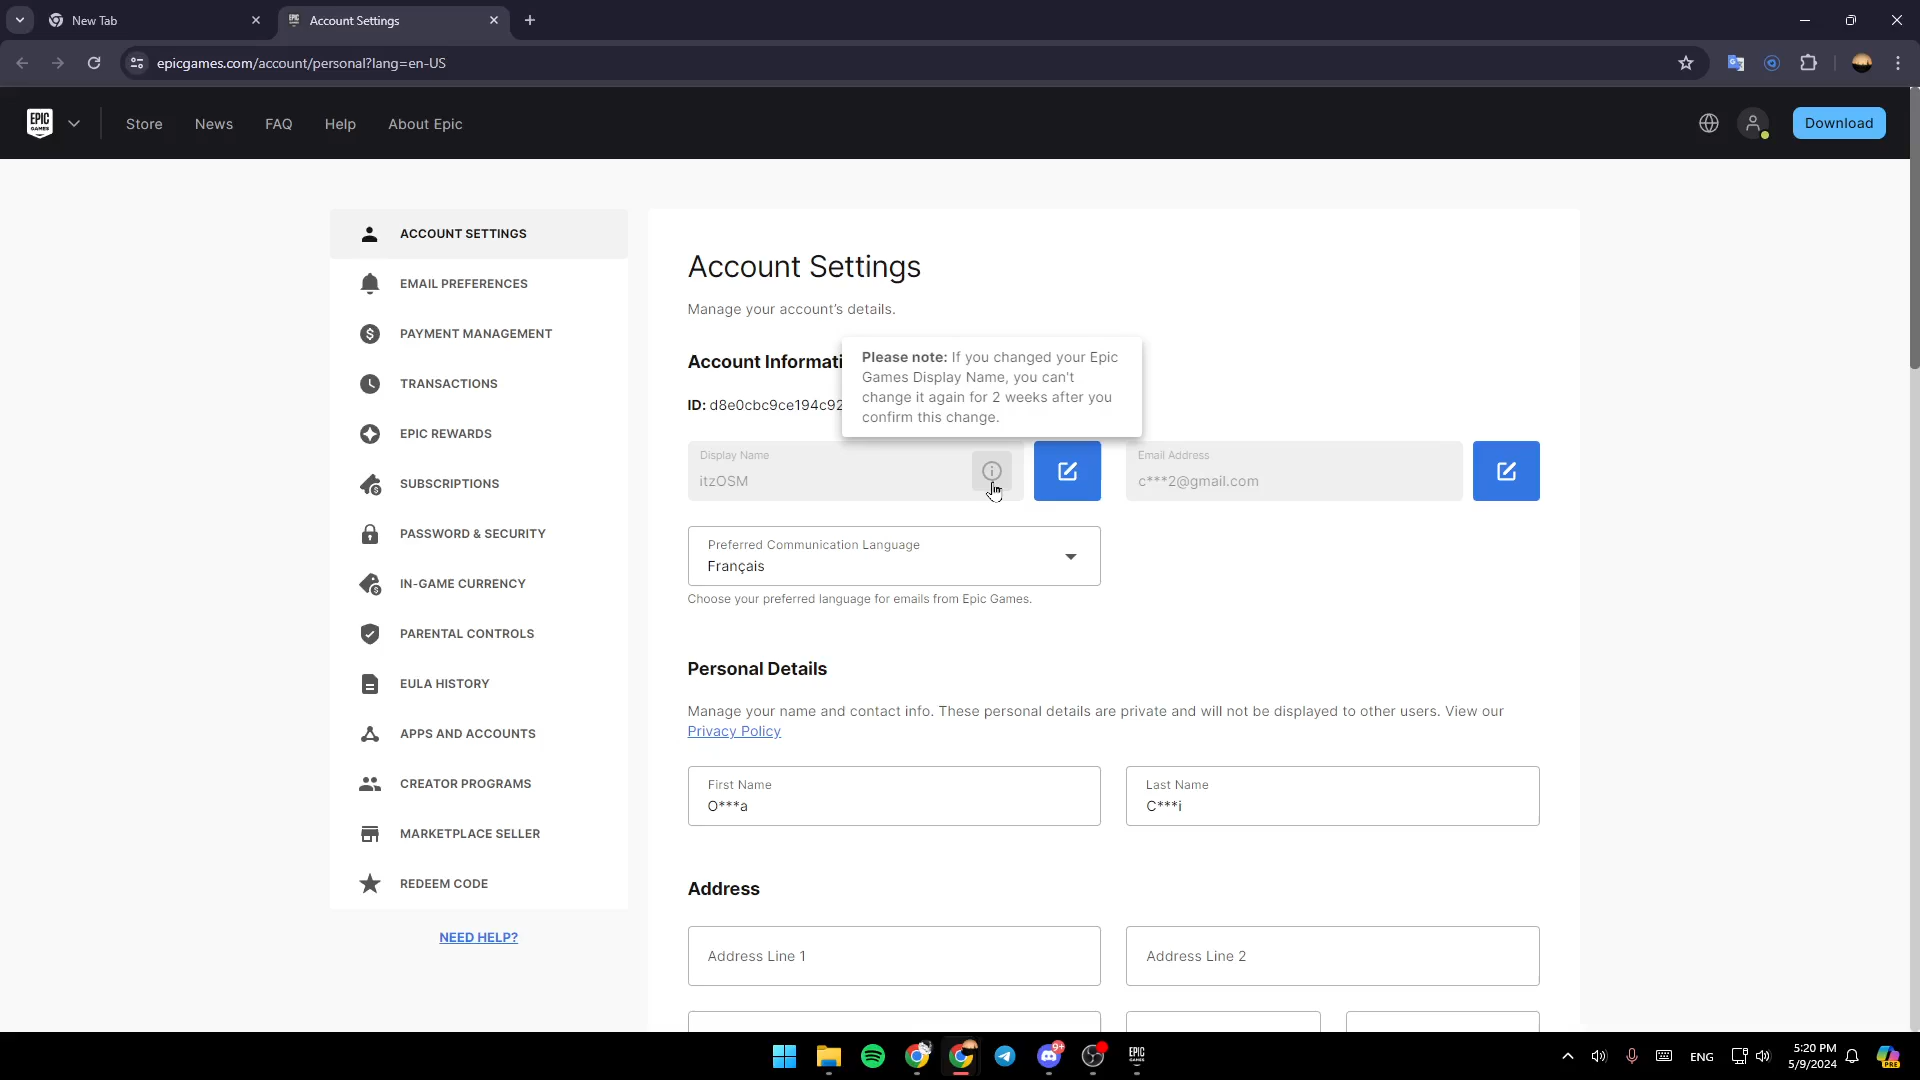 New Tab
Account Settings
epicgames.com/account/personal?lang=en-US
EPIC GAMES
Store
News
FAQ
Help
About Epic
Download
ACCOUNT SETTINGS
EMAIL PREFERENCES
PAYMENT MANAGEMENT
TRANSACTIONS
EPIC REWARDS
SUBSCRIPTIONS
PASSWORD & SECURITY
IN-GAME CURRENCY
PARENTAL CONTROLS
EULA HISTORY
APPS AND ACCOUNTS
CREATOR PROGRAMS
MARKETPLACE SELLER
REDEEM CODE
NEED HELP?
Account Settings
Manage your account's details.
Account Informati
Please note: If you changed your Epic
Games Display Name, you can't
change it again for 2 weeks after you
confirm this change.
ID: d8e0cbc9ce194c92
Display Name
itzOSM
Email Address
c***2@gmail.com
Preferred Communication Language
Français
Choose your preferred language for emails from Epic Games.
Personal Details
Manage your name and contact info. These personal details are private and will not be displayed to other users. View our
Privacy Policy
First Name
O***a
Last Name
C***i
Address
Address Line 1
Address Line 2
9+
EPIC GAMES
ENG
5:20 PM
5/9/2024
PRE